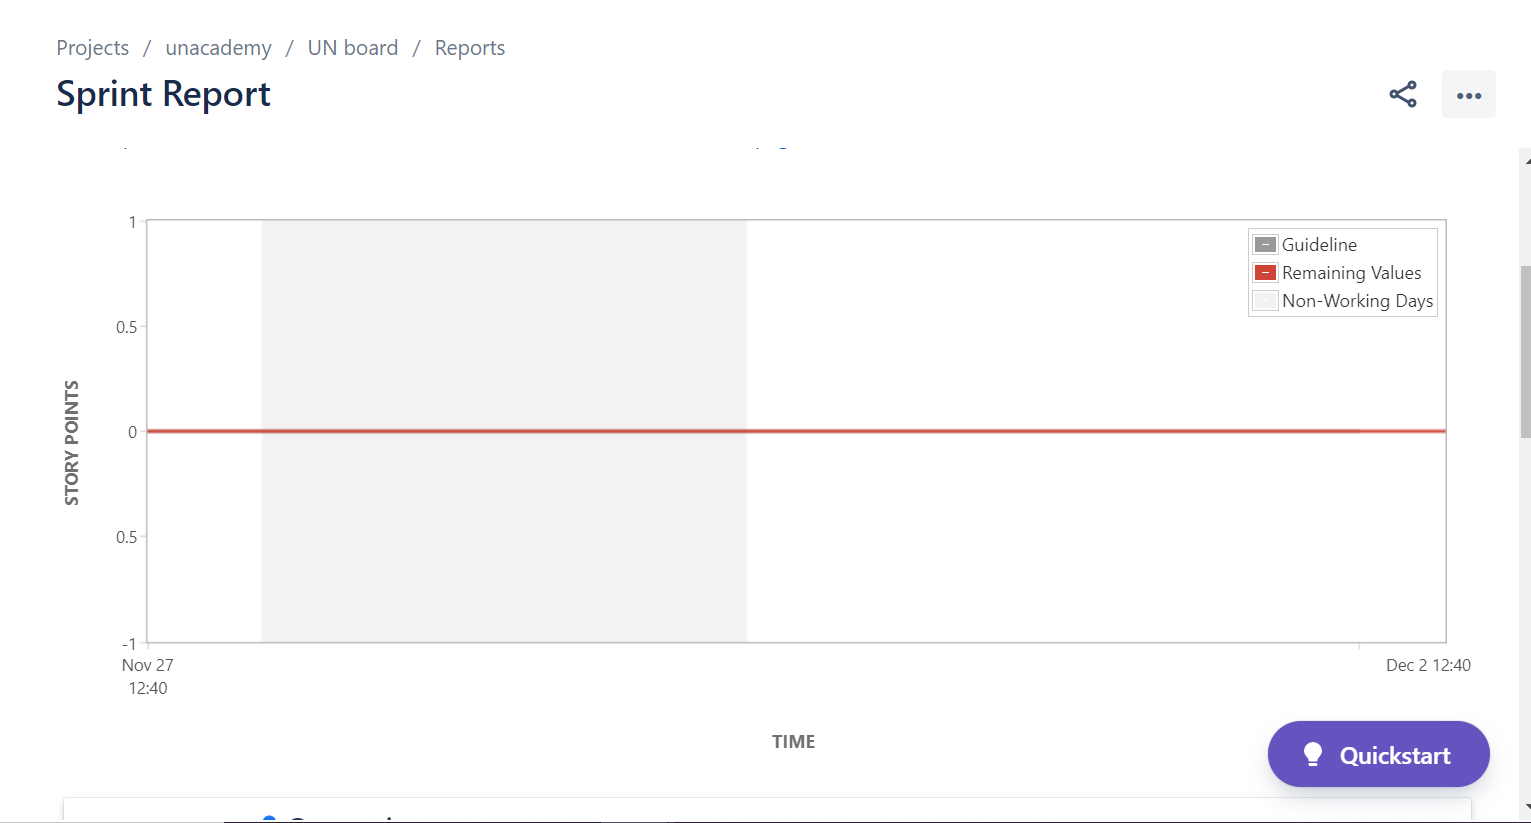 Projects / unacademy / UN board / Reports
Sprint Report
1
Guideline
Remaining Values
Non-Working Days
0.5
STORY POINTS
0
0.5
-1
Nov 27
12:40
Dec 2 12:40
TIME
Quickstart